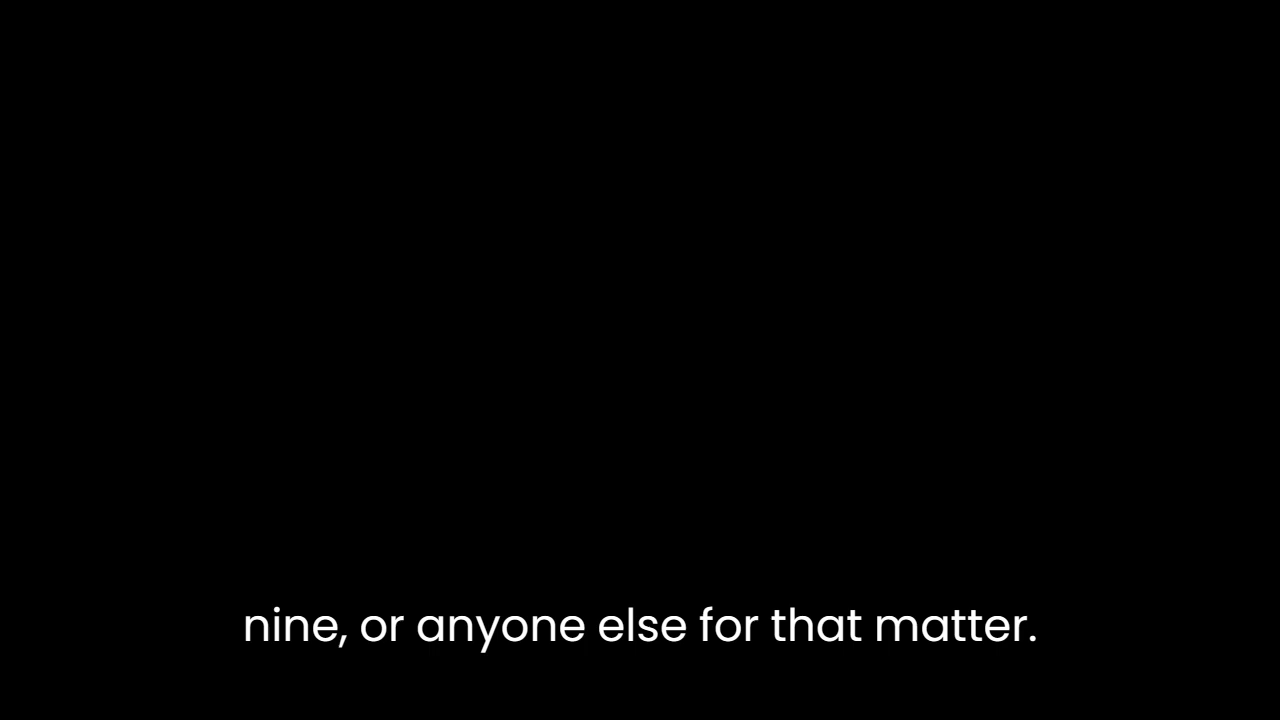 nine, or anyone else for that matter.